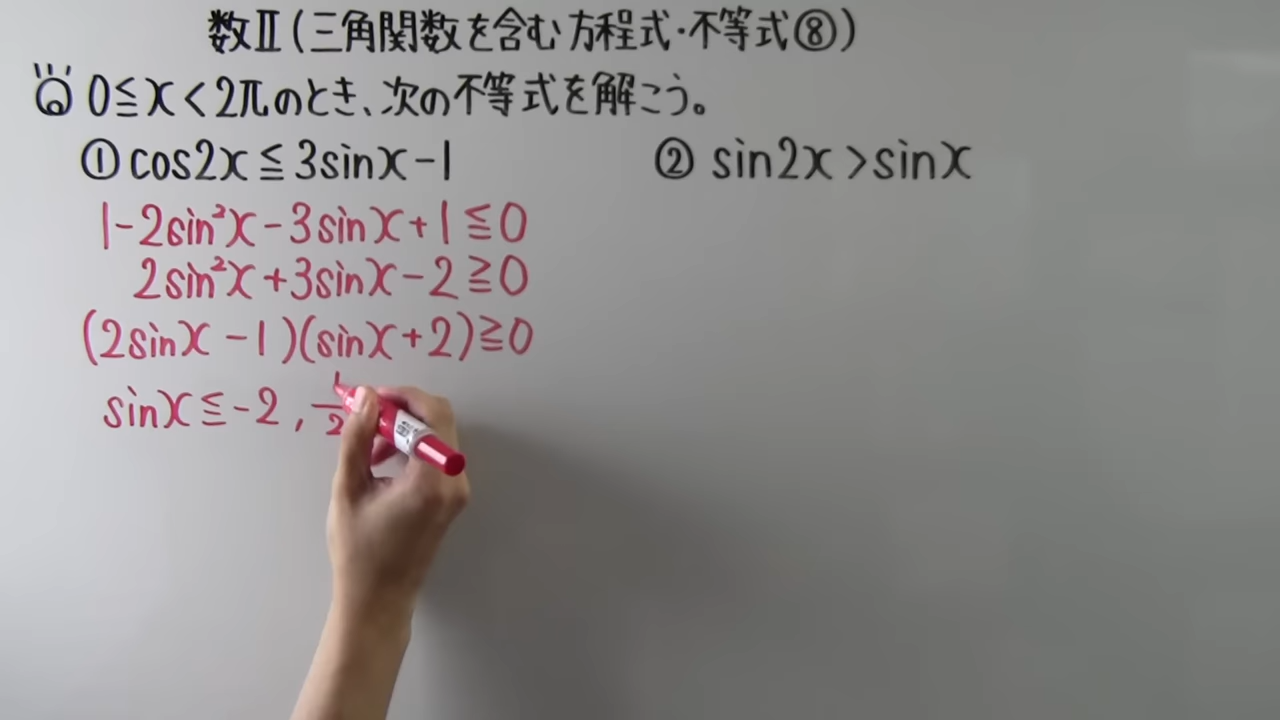 数Ⅱ(三角関数を含む方程式・不等式⑧)
Q 0≦x<2πのとき、次の不等式を解こう。
① cos2x≦3sinx-1
1-2sin²x-3sinx+1≦0
2sin²x+3sinx-2≧0
(2sinx-1)(sinx+2)≧0
sinx≦-2, 1/2
② sin2x>sinx